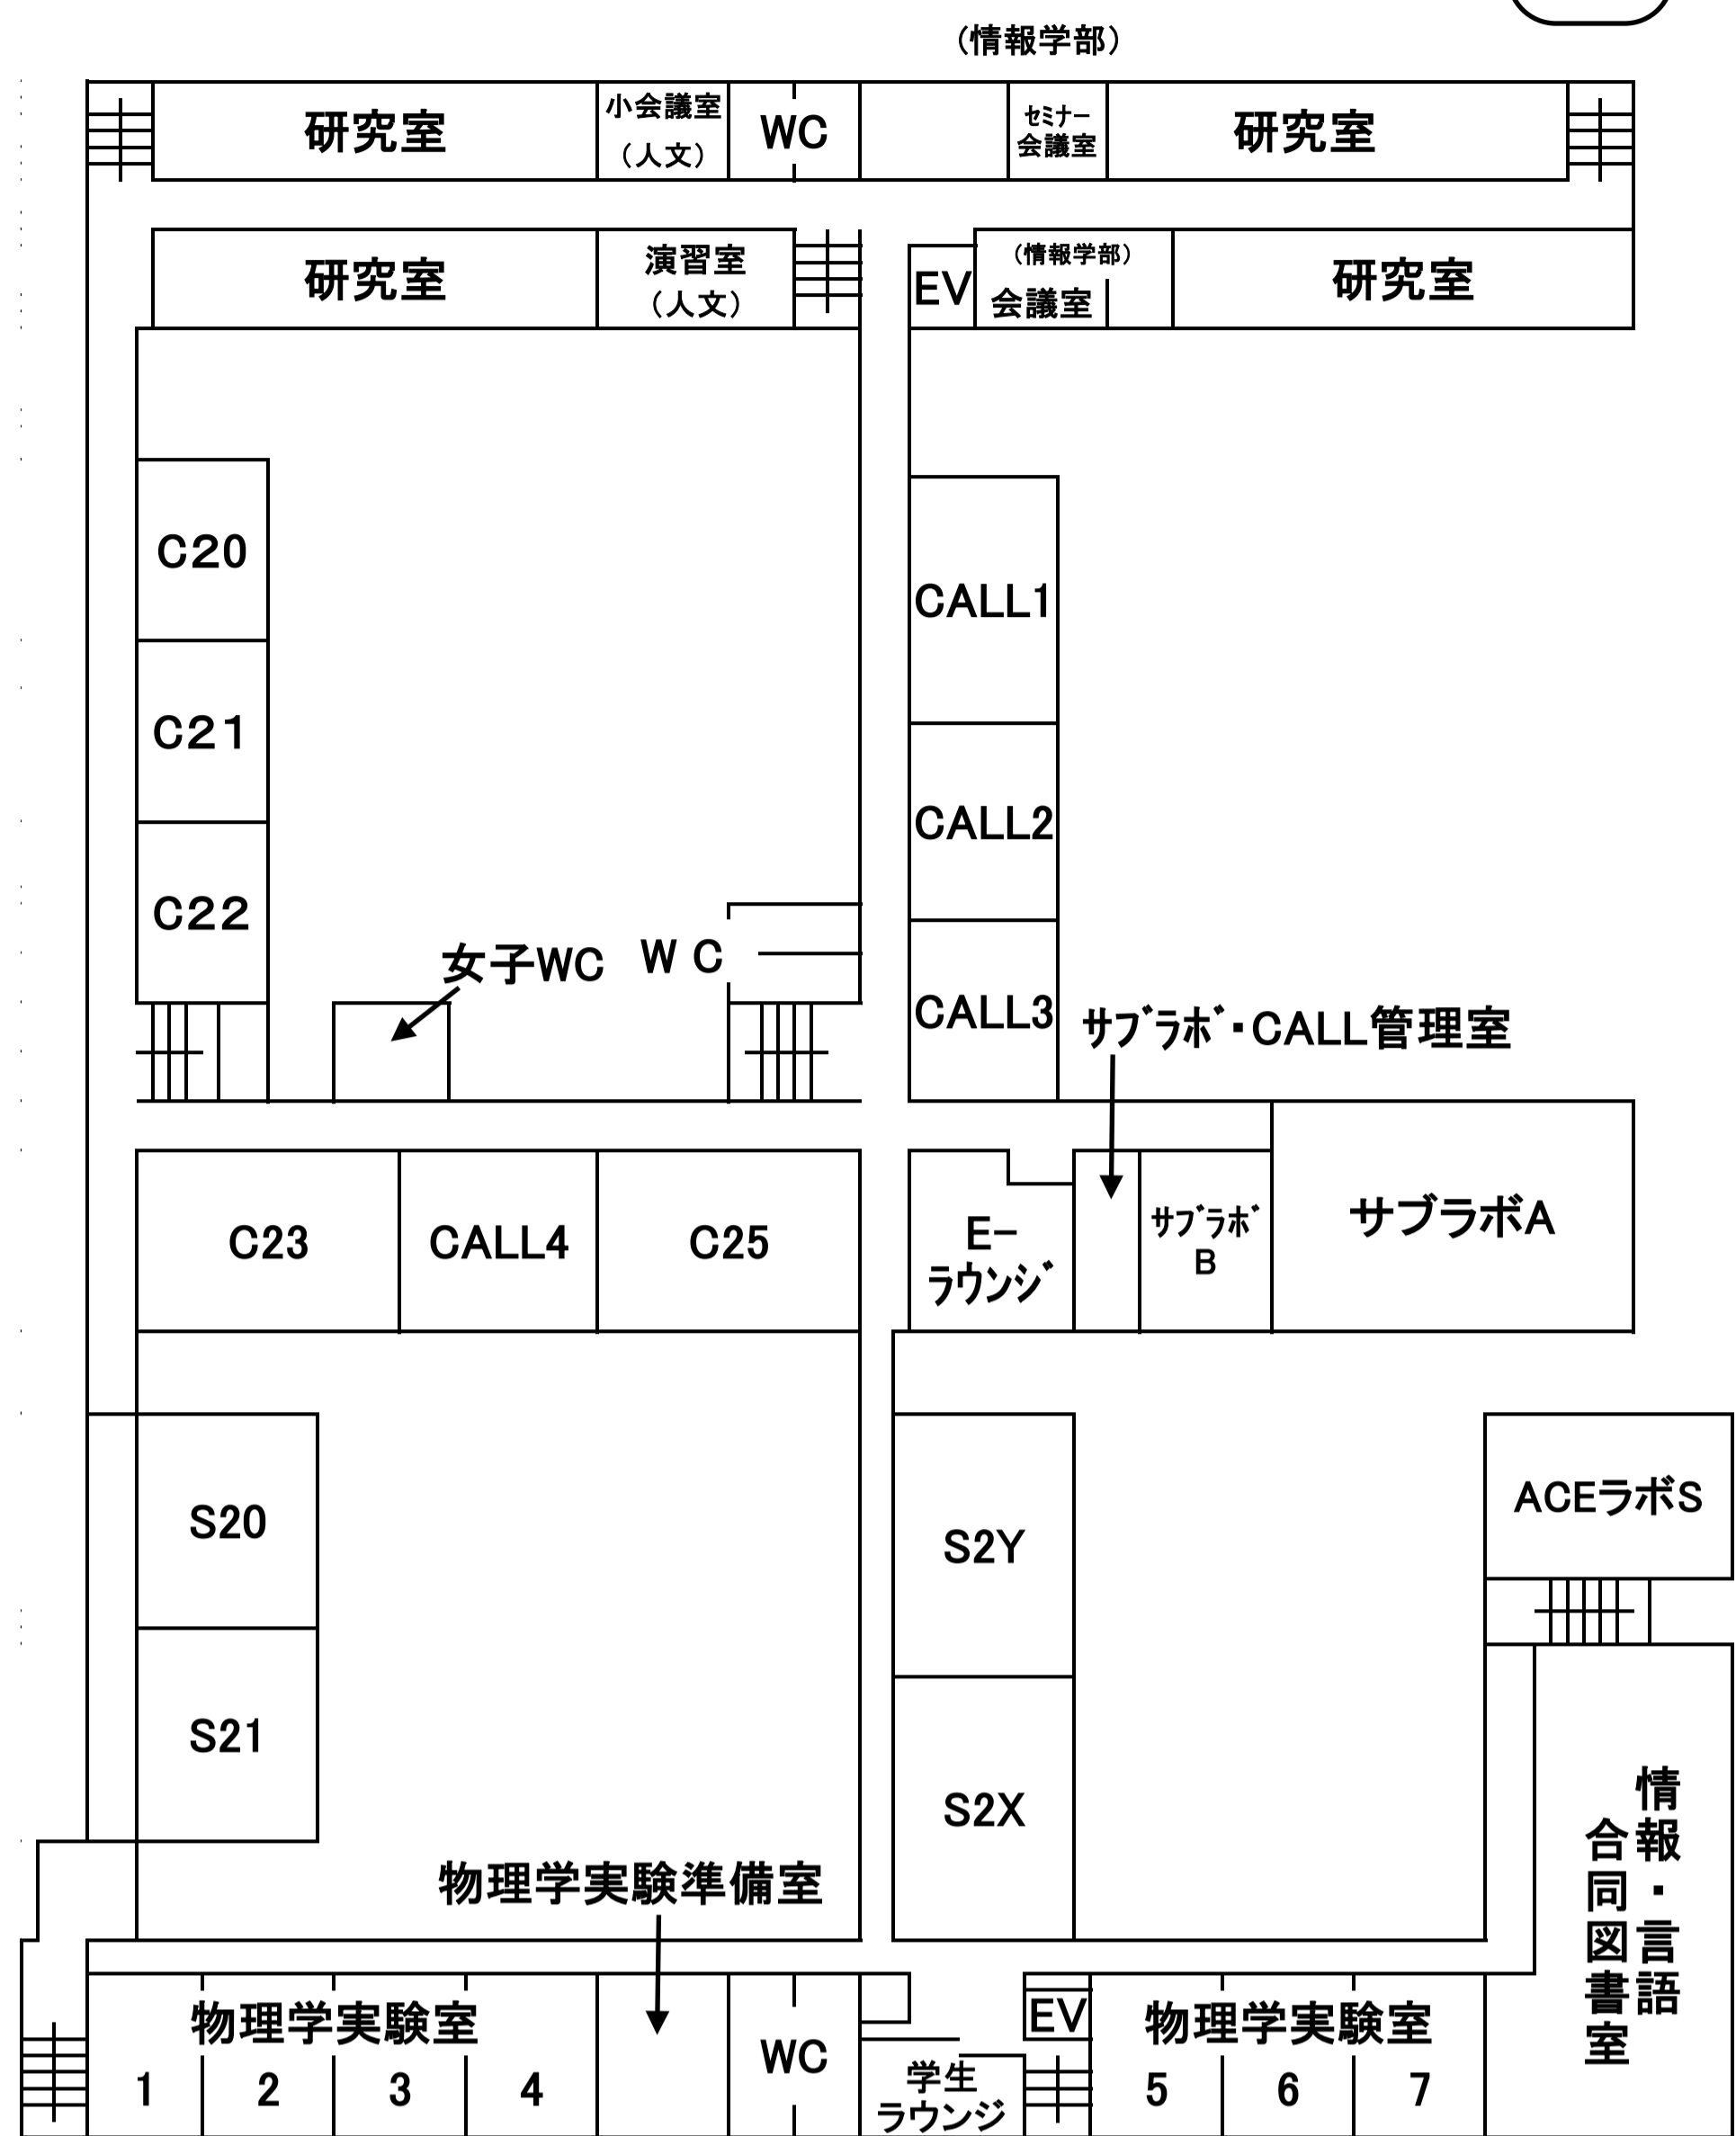 (情報学部)
研究室
小会議室
(人文)
WC
セミナー
会議室
研究室
研究室
演習室
(人文)
EV
(情報学部)
会議室
研究室
C20
C21
C22
CALL1
CALL2
CALL3
女子WC
W C
サブラボ・CALL管理室
C23
CALL4
C25
E−
ラウンジ
サブラボ
B
サブラボA
S20
S21
S2Y
S2X
ACEラボS
情報・言語
合同図書室
物理学実験準備室
物理学実験室
1
2
3
4
WC
学生
ラウンジ
EV
物理学実験室
5
6
7